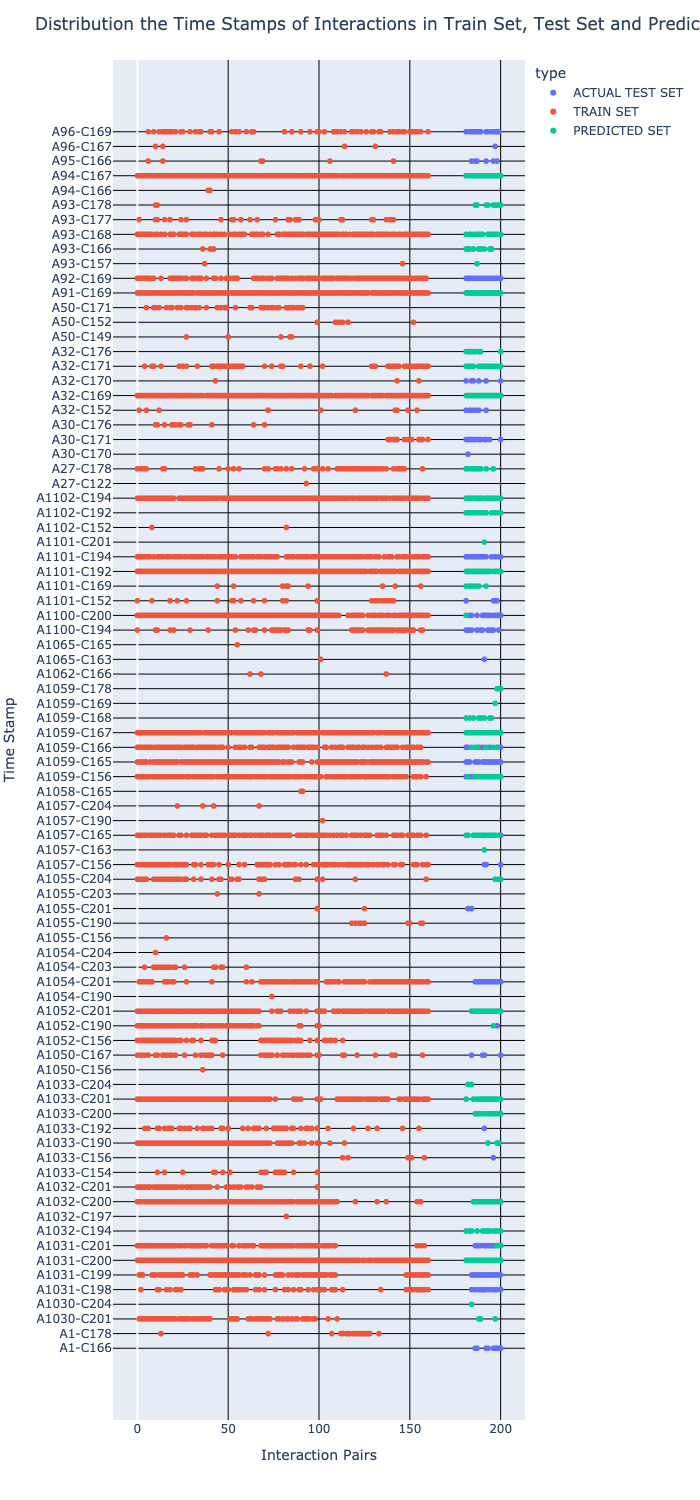 Distribution the Time Stamps of Interactions in Train Set, Test Set and Predic
type
ACTUAL TEST SET
TRAIN SET
PREDICTED SET
A96-C169
A96-C167
A95-C166
A94-C167
A94-C166
A93-C178
A93-C177
A93-C168
A93-C166
A93-C157
A92-C169
A91-C169
A50-C171
A50-C152
A50-C149
A32-C176
A32-C171
A32-C170
A32-C169
A32-C152
A30-C176
A30-C171
A30-C170
A27-C178
A27-C122
A1102-C194
A1102-C192
A1102-C152
A1101-C201
A1101-C194
A1101-C192
A1101-C169
A1101-C152
A1100-C200
A1100-C194
A1065-C165
A1065-C163
A1062-C166
A1059-C178
A1059-C169
A1059-C168
A1059-C167
A1059-C166
A1059-C165
A1059-C156
A1058-C165
A1057-C204
A1057-C190
A1057-C165
A1057-C163
A1057-C156
A1055-C204
A1055-C203
A1055-C201
A1055-C190
A1055-C156
A1054-C204
A1054-C203
A1054-C201
A1054-C190
A1052-C201
A1052-C190
A1052-C156
A1050-C167
A1050-C156
A1033-C204
A1033-C201
A1033-C200
A1033-C192
A1033-C190
A1033-C156
A1033-C154
A1032-C201
A1032-C200
A1032-C197
A1032-C194
A1031-C201
A1031-C200
A1031-C199
A1031-C198
A1030-C204
A1030-C201
A1-C178
A1-C166
Time Stamp
0 50 100 150 200
Interaction Pairs